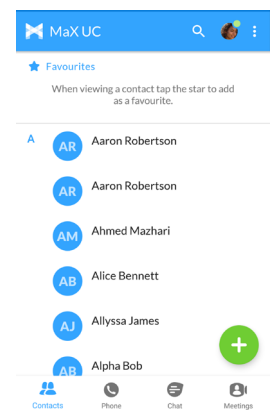 MaX UC
Favourites
When viewing a contact tap the star to add
as a favourite.
A
AR
Aaron Robertson
AR
Aaron Robertson
AM
Ahmed Mazhari
AB
Alice Bennett
AJ
Allyssa James
AB
Alpha Bob
Contacts
Phone
Chat
Meetings